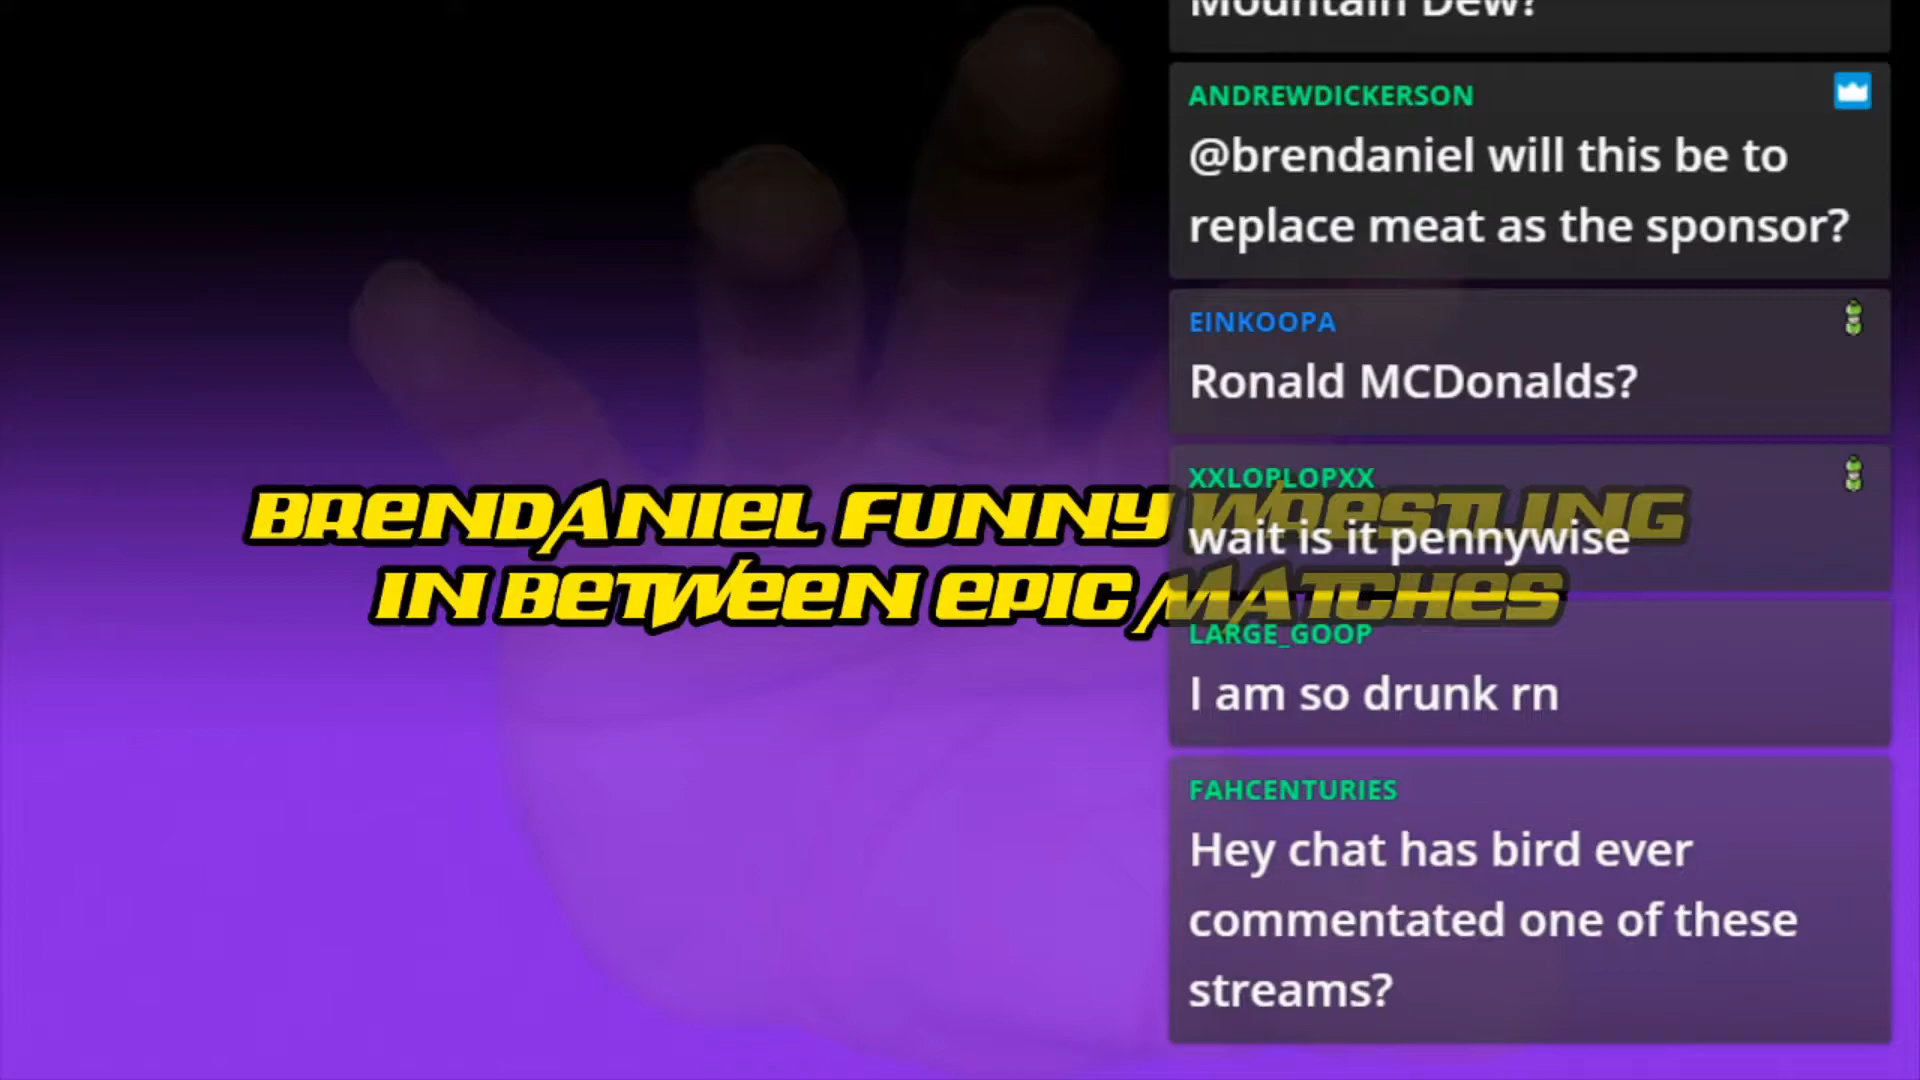 Mountain Dew?
ANDREWDICKERSON
@brendaniel will this be to
replace meat as the sponsor?
EINKOOPA
Ronald MCDonalds?
XXLOPLOPXX
wait is it pennywise
LARGE_GOOP
I am so drunk rn
FAHCENTURIES
Hey chat has bird ever
commentated one of these
streams?
BRENDANIEL FUNNY WRESTLING
IN BETWEEN EPIC MATCHES